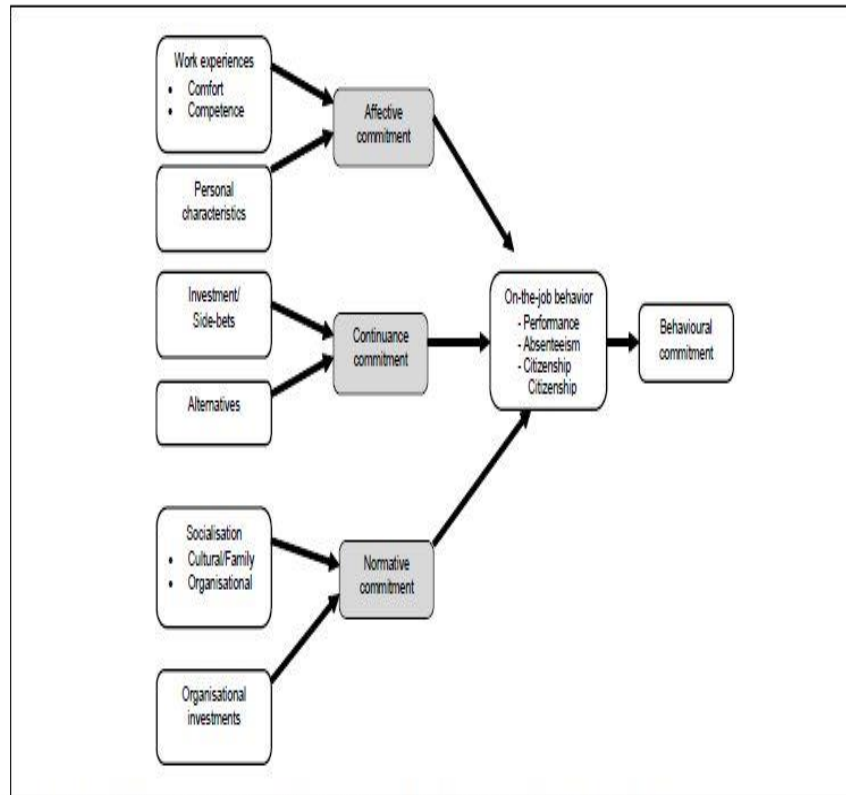 Work experiences
• Comfort
• Competence
Affective
commitment
Personal
characteristics
Investment/
Side-bets
Continuance
commitment
Alternatives
On-the-job behavior
- Performance
- Absenteeism
- Citizenship
Citizenship
Behavioural
commitment
Socialisation
• Cultural/Family
• Organisational
Normative
commitment
Organisational
investments